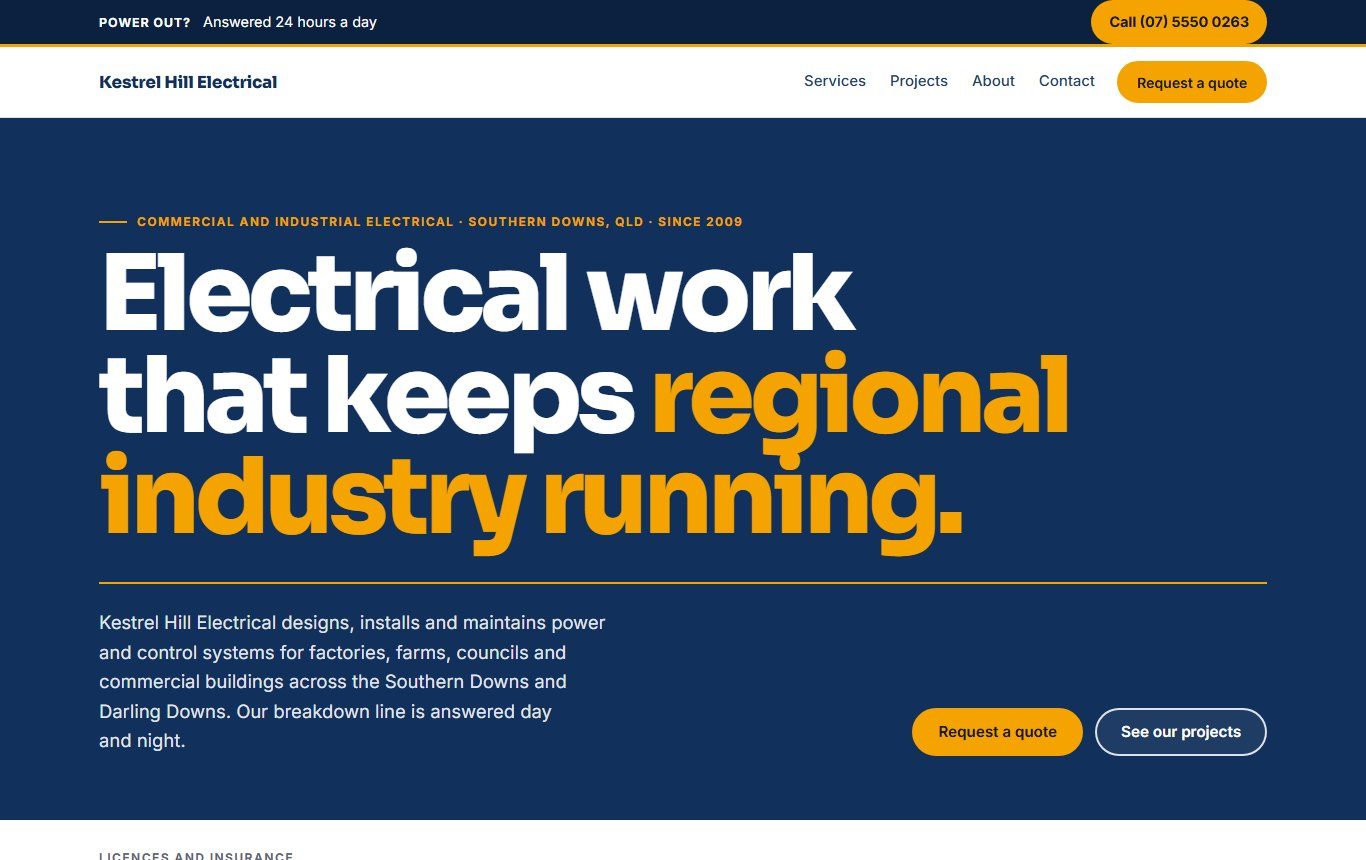 POWER OUT? Answered 24 hours a day
Call (07) 5550 0263
Kestrel Hill Electrical
Services
Projects
About
Contact
Request a quote
COMMERCIAL AND INDUSTRIAL ELECTRICAL · SOUTHERN DOWNS, QLD · SINCE 2009
Electrical work
that keeps regional
industry running.
Kestrel Hill Electrical designs, installs and maintains power
and control systems for factories, farms, councils and
commercial buildings across the Southern Downs and
Darling Downs. Our breakdown line is answered day
and night.
Request a quote
See our projects
LICENCES AND INSURANCE